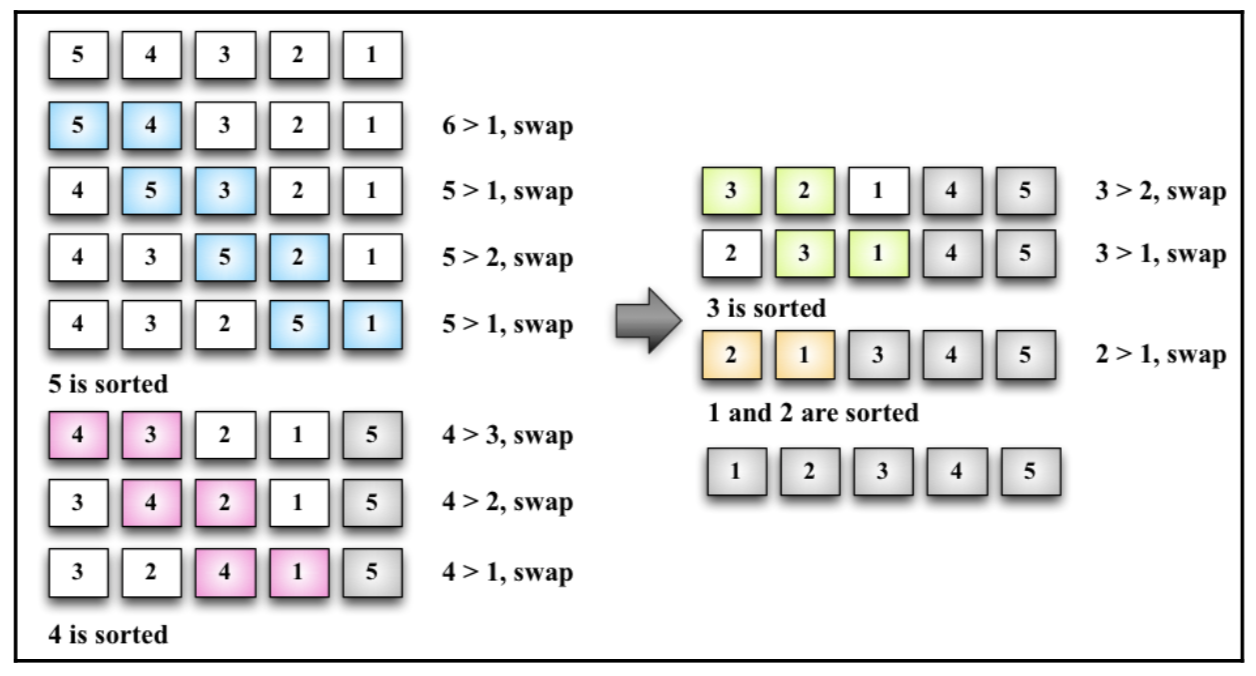 5 4 3 2 1
5 4 3 2 1 6 > 1, swap
4 5 3 2 1 5 > 1, swap
4 3 5 2 1 5 > 2, swap
4 3 2 5 1 5 > 1, swap
5 is sorted
4 3 2 1 5 4 > 3, swap
3 4 2 1 5 4 > 2, swap
3 2 4 1 5 4 > 1, swap
4 is sorted
3 2 1 4 5 3 > 2, swap
2 3 1 4 5 3 > 1, swap
3 is sorted
2 1 3 4 5 2 > 1, swap
1 and 2 are sorted
1 2 3 4 5